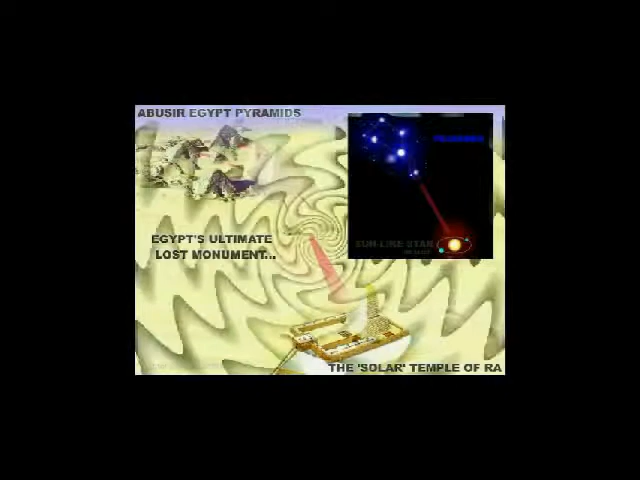 ABUSIR EGYPT PYRAMIDS
EGYPT'S ULTIMATE
LOST MONUMENT...
SUN-LIKE STAR
THE 'SOLAR' TEMPLE OF RA